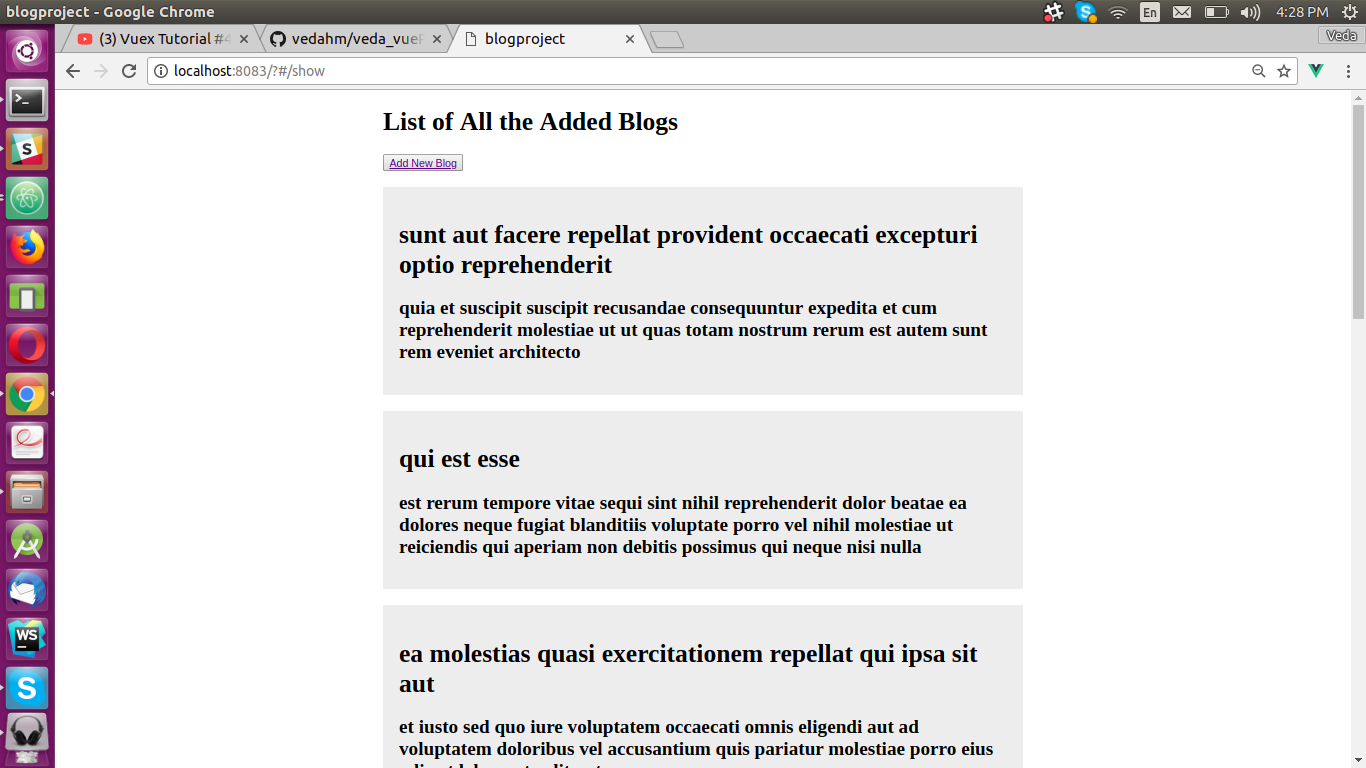 blogproject - Google Chrome
En
4:28 PM
(3) Vuex Tutorial #4
vedahm/veda_vueP
blogproject
Veda
localhost:8083/?#/show
List of All the Added Blogs
Add New Blog
sunt aut facere repellat provident occaecati excepturi
optio reprehenderit
quia et suscipit suscipit recusandae consequuntur expedita et cum
reprehenderit molestiae ut ut quas totam nostrum rerum est autem sunt
rem eveniet architecto
qui est esse
est rerum tempore vitae sequi sint nihil reprehenderit dolor beatae ea
dolores neque fugiat blanditiis voluptate porro vel nihil molestiae ut
reiciendis qui aperiam non debitis possimus qui neque nisi nulla
ea molestias quasi exercitationem repellat qui ipsa sit
aut
et iusto sed quo iure voluptatem occaecati omnis eligendi aut ad
voluptatem doloribus vel accusantium quis pariatur molestiae porro eius
S
WS
S